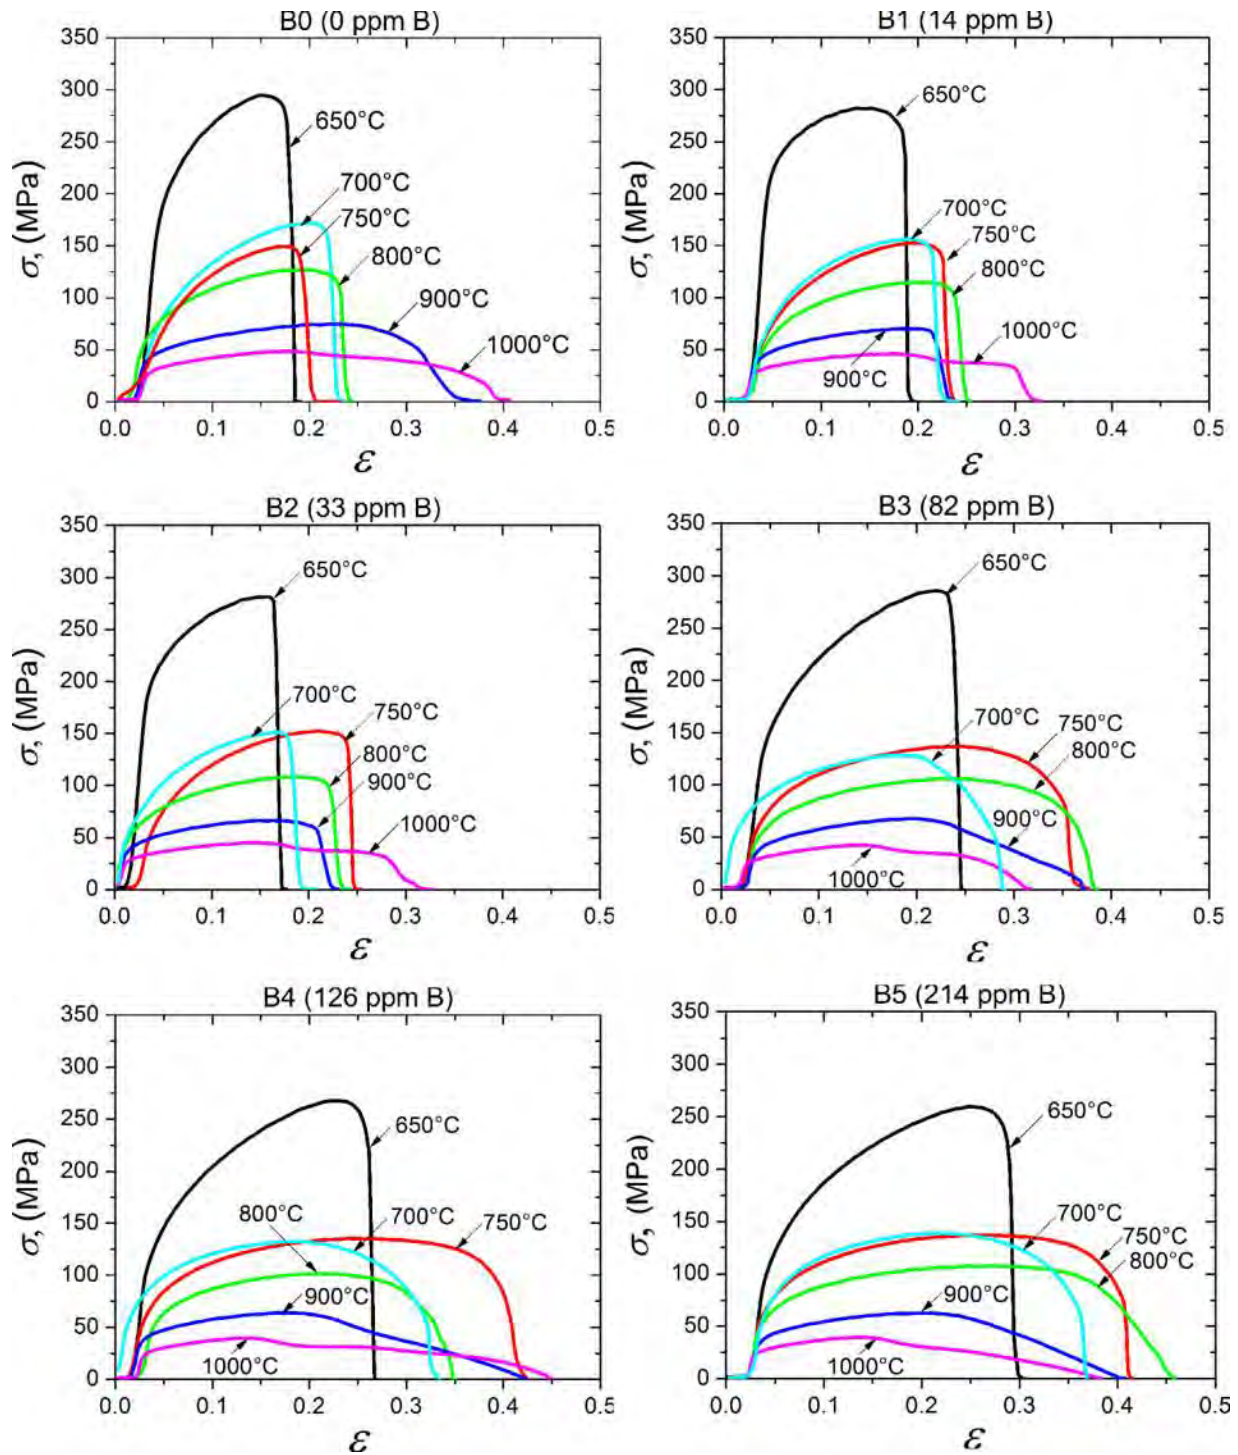 B0 (0 ppm B)
350
300
250
200
150
100
50
0
σ, (MPa)
650°C
700°C
750°C
800°C
900°C
1000°C
0.0 0.1 0.2 0.3 0.4 0.5
ε
B1 (14 ppm B)
350
300
250
200
150
100
50
0
σ, (MPa)
650°C
700°C
750°C
800°C
1000°C
900°C
0.0 0.1 0.2 0.3 0.4 0.5
ε
B2 (33 ppm B)
350
300
250
200
150
100
50
0
σ, (MPa)
650°C
700°C
750°C
800°C
900°C
1000°C
0.0 0.1 0.2 0.3 0.4 0.5
ε
B3 (82 ppm B)
350
300
250
200
150
100
50
0
σ, (MPa)
650°C
700°C
750°C
800°C
900°C
1000°C
0.0 0.1 0.2 0.3 0.4 0.5
ε
B4 (126 ppm B)
350
300
250
200
150
100
50
0
σ, (MPa)
650°C
800°C
700°C
750°C
900°C
1000°C
0.0 0.1 0.2 0.3 0.4 0.5
ε
B5 (214 ppm B)
350
300
250
200
150
100
50
0
σ, (MPa)
650°C
700°C
750°C
800°C
900°C
1000°C
0.0 0.1 0.2 0.3 0.4 0.5
ε